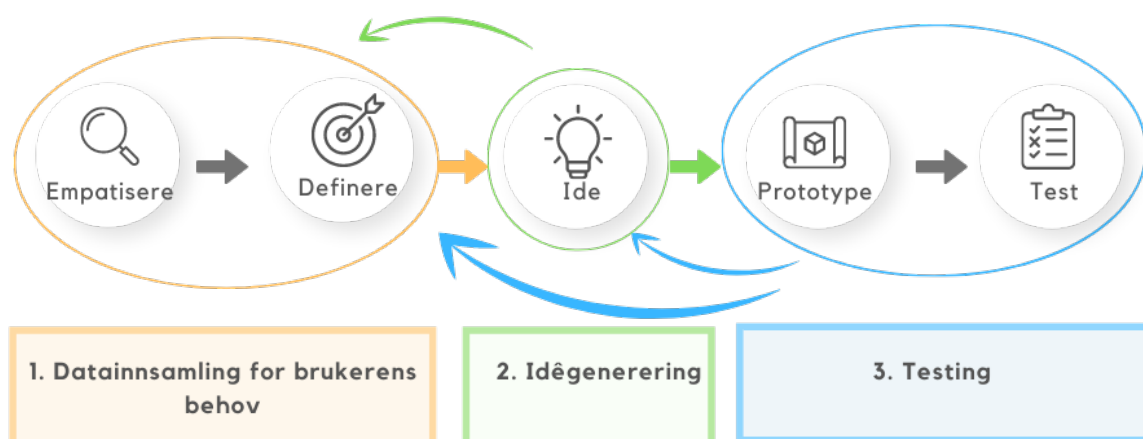 Empatisere
Definere
Ide
Prototype
Test
1. Datainnsamling for brukerens
behov
2. Idêgenerering
3. Testing